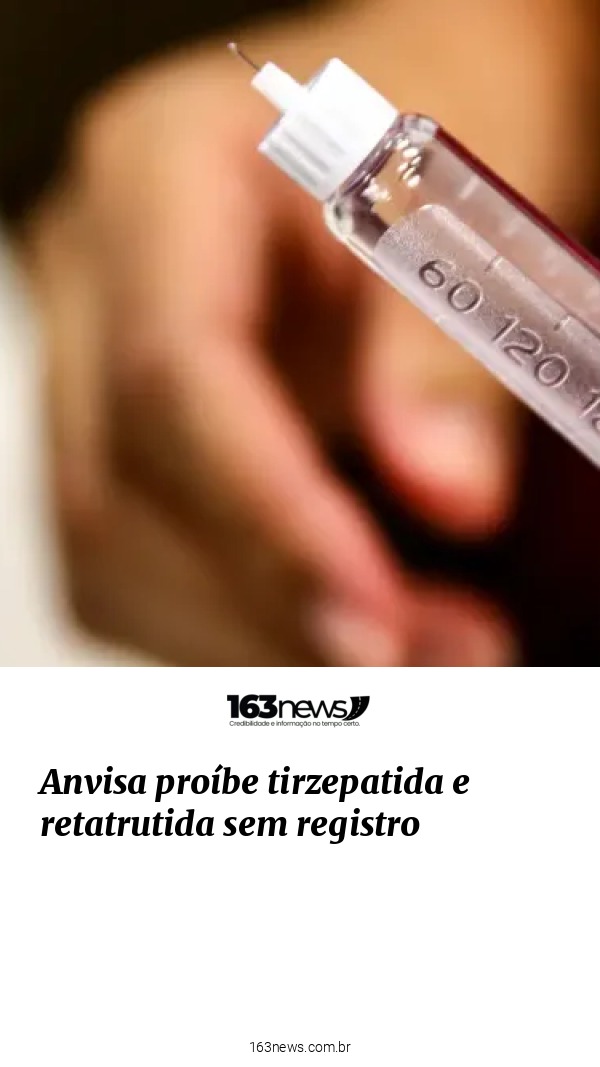 60 120
163news
Credibilidade e informação no tempo certo.
Anvisa proíbe tirzepatida e
retatrutida sem registro
163news.com.br